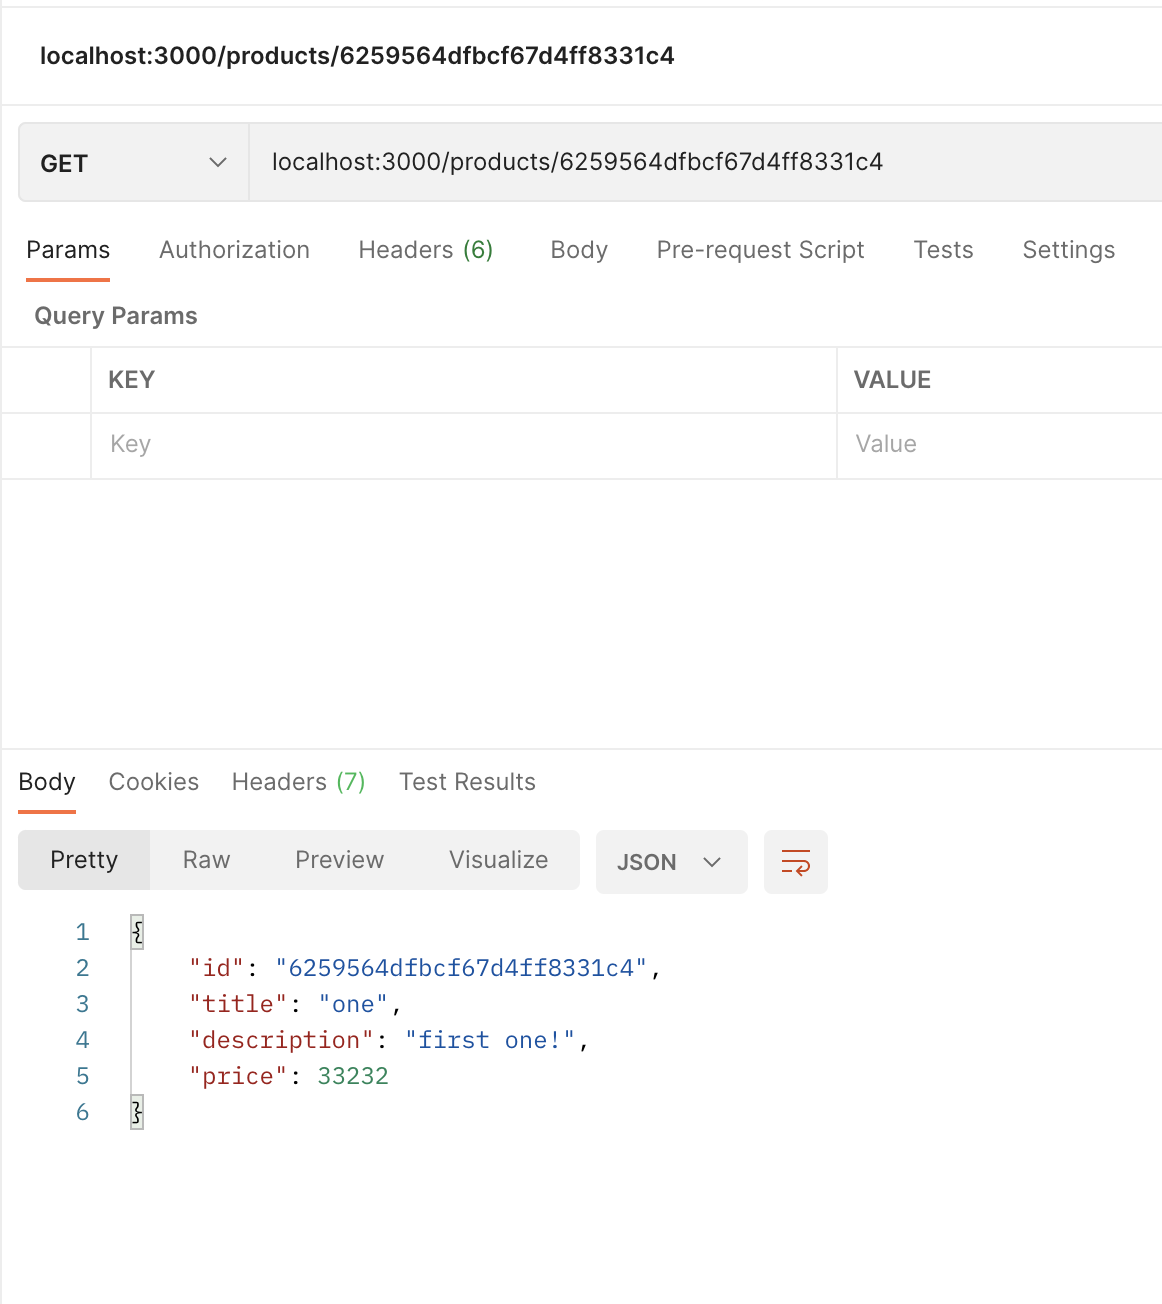 localhost:3000/products/6259564dfbcf67d4ff8331c4
GET localhost:3000/products/6259564dfbcf67d4ff8331c4
Params Authorization Headers (6) Body Pre-request Script Tests Settings
Query Params
KEY VALUE
Key Value
Body Cookies Headers (7) Test Results
Pretty Raw Preview Visualize JSON
1 {
2 "id": "6259564dfbcf67d4ff8331c4",
3 "title": "one",
4 "description": "first one!",
5 "price": 33232
6 }